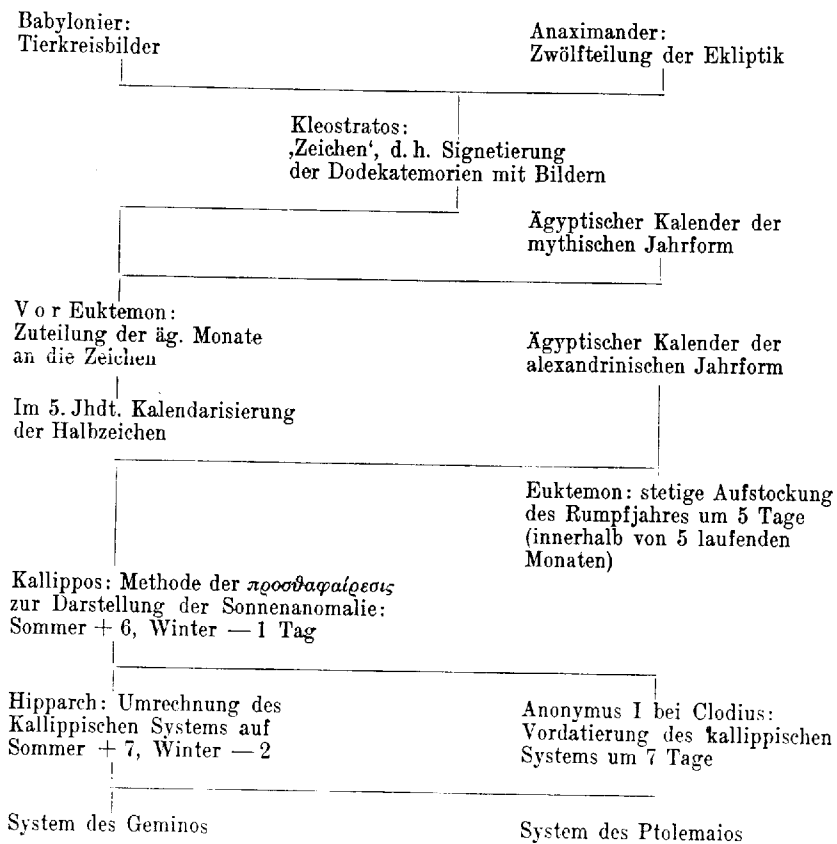 Babylonier:
Tierkreisbilder
Anaximander:
Zwölfteilung der Ekliptik
Kleostratos:
‚Zeichen‘, d. h. Signetierung
der Dodekatemorien mit Bildern
Ägyptischer Kalender der
mythischen Jahrform
Vor Euktemon:
Zuteilung der äg. Monate
an die Zeichen
Ägyptischer Kalender der
alexandrinischen Jahrform
Im 5. Jhdt. Kalendarisierung
der Halbzeichen
Euktemon: stetige Aufstockung
des Rumpfjahres um 5 Tage
(innerhalb von 5 laufenden
Monaten)
Kallippos: Methode der προσθαφαίρεσις
zur Darstellung der Sonnenanomalie:
Sommer + 6, Winter — 1 Tag
Hipparch: Umrechnung des
Kallippischen Systems auf
Sommer + 7, Winter — 2
Anonymus I bei Clodius:
Vordatierung des kallippischen
Systems um 7 Tage
System des Geminos
System des Ptolemaios